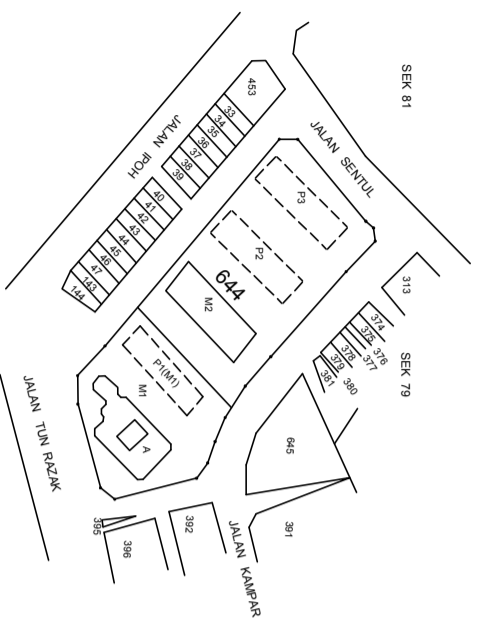 SEK 81
453
33
34
35
36
37
38
39
JALAN IPOH
40
41
42
43
44
45
46
47
143
144
JALAN SENTUL
P3
P2
644
M2
P1(M1)
M1
A
313
374
375
376
377
378
379
380
381
SEK 79
645
391
392
395
396
JALAN KAMPAR
JALAN TUN RAZAK